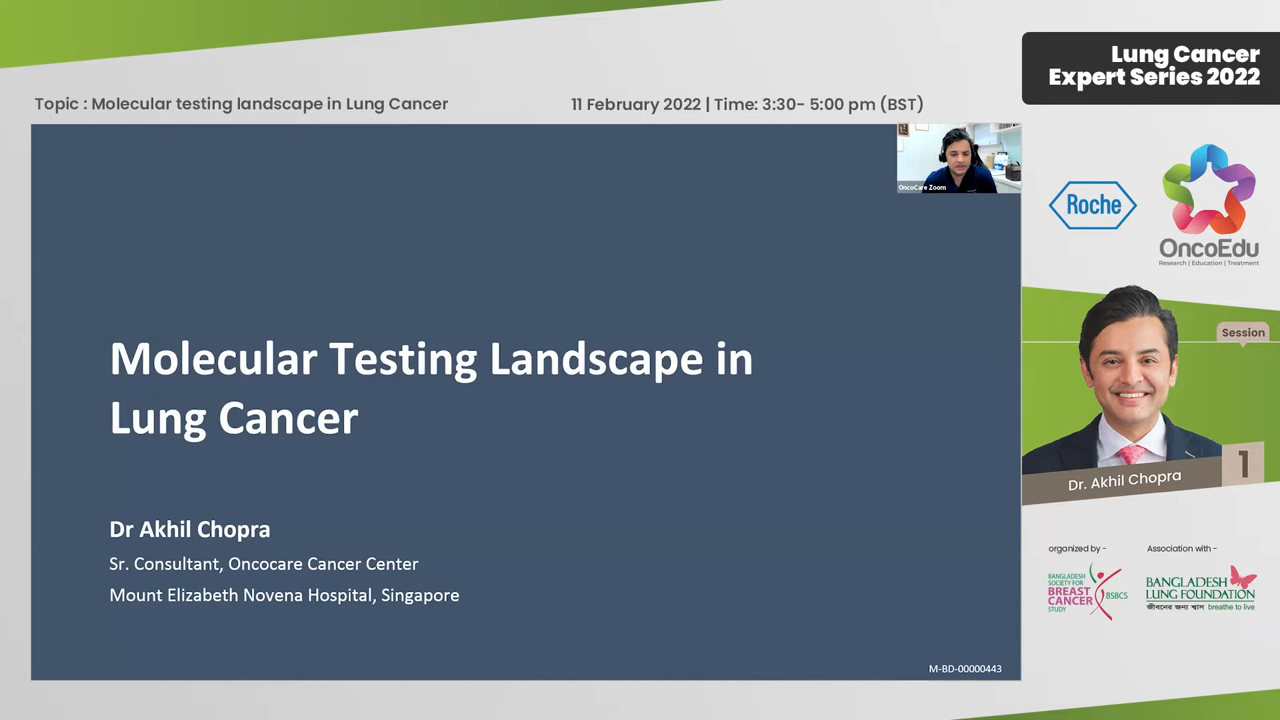 Lung Cancer
Expert Series 2022
Topic : Molecular testing landscape in Lung Cancer
11 February 2022 | Time: 3:30- 5:00 pm (BST)
OncoCare Zoom
Roche
OncoEdu
Research | Education | Treatment
Molecular Testing Landscape in
Lung Cancer
Dr Akhil Chopra
Sr. Consultant, Oncocare Cancer Center
Mount Elizabeth Novena Hospital, Singapore
M-BD-00000443
Session
1
Dr. Akhil Chopra
organized by -
BANGLADESH
SOCIETY FOR
BREAST
CANCER
STUDY
BSBCS
Association with -
BANGLADESH
LUNG FOUNDATION
জীবনের জন্য শ্বাস breathe to live